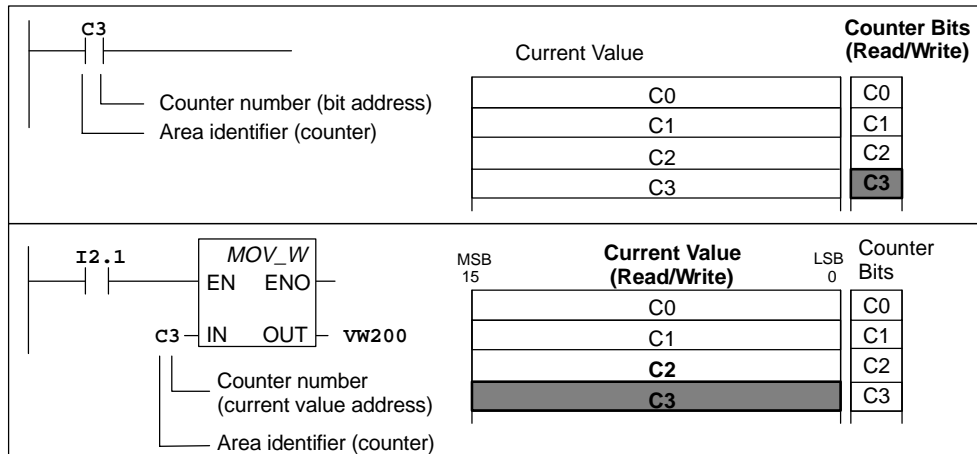 C3
Counter number (bit address)
Area identifier (counter)
Current Value
Counter Bits
(Read/Write)
C0 C0
C1 C1
C2 C2
C3 C3
I2.1
MOV_W
EN ENO
C3 IN OUT VW200
Counter number
(current value address)
Area identifier (counter)
MSB
15
Current Value
(Read/Write)
LSB
0
Counter
Bits
C0 C0
C1 C1
C2 C2
C3 C3